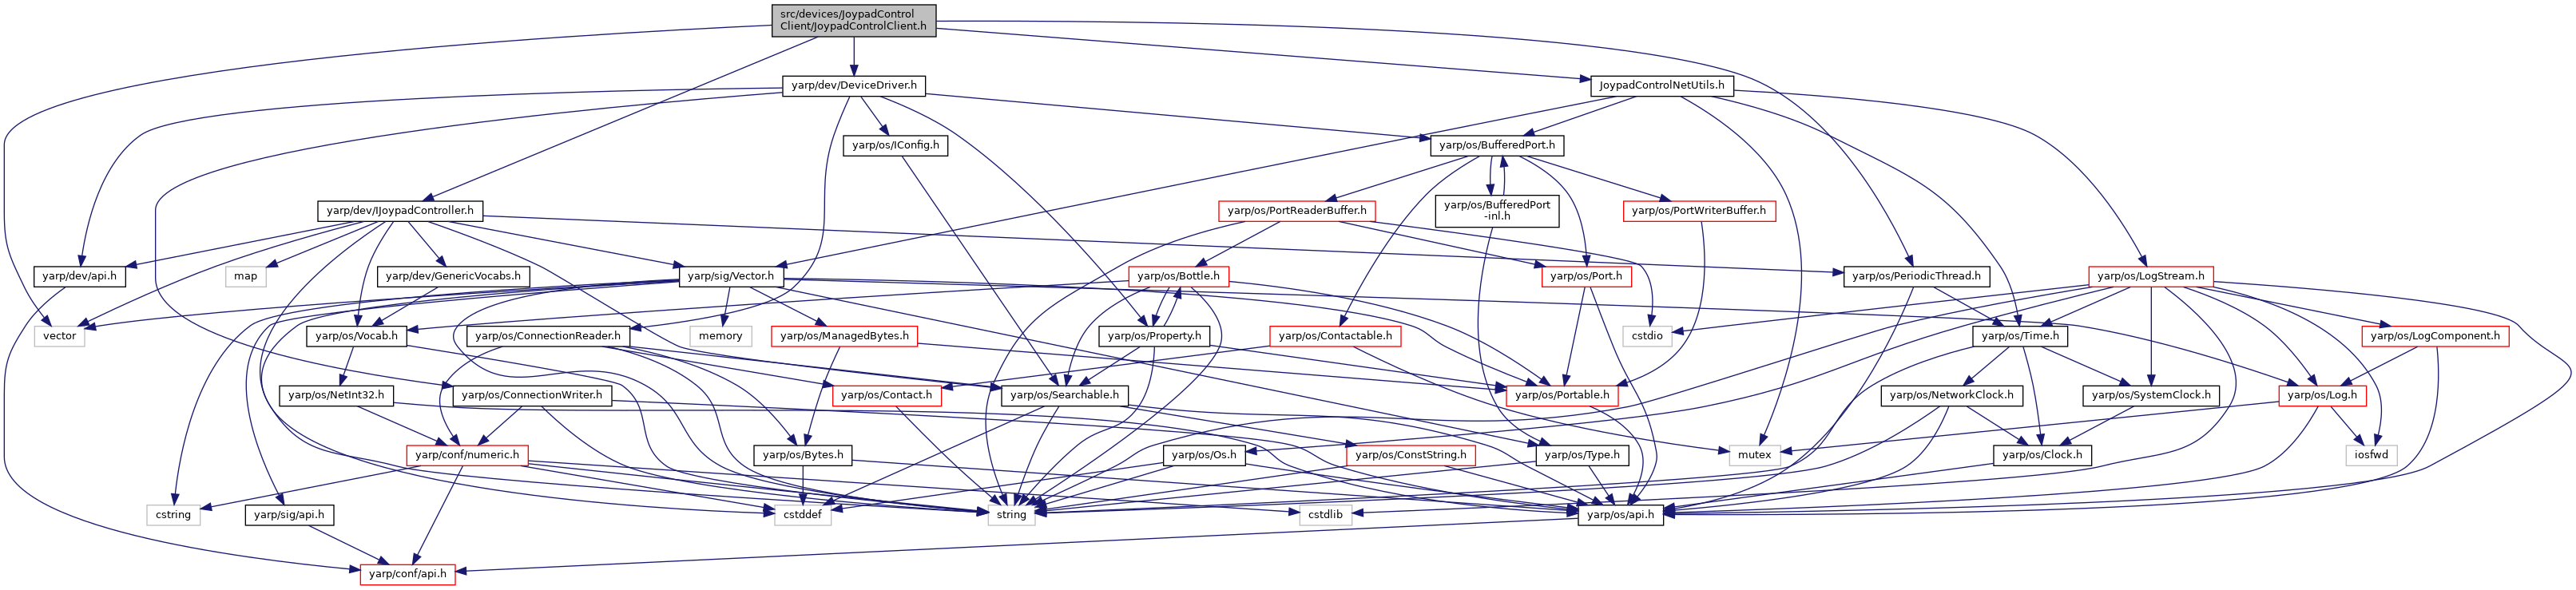 src/devices/JoypadControl
Client/JoypadControlClient.h
yarp/dev/DeviceDriver.h
JoypadControlNetUtils.h
yarp/os/IConfig.h
yarp/os/BufferedPort.h
yarp/dev/IJoypadController.h
yarp/os/PortReaderBuffer.h
yarp/os/BufferedPort
-inl.h
yarp/os/PortWriterBuffer.h
yarp/dev/api.h
map
yarp/dev/GenericVocabs.h
yarp/sig/Vector.h
yarp/os/Bottle.h
yarp/os/Port.h
yarp/os/PeriodicThread.h
yarp/os/LogStream.h
vector
yarp/os/Vocab.h
yarp/os/ConnectionReader.h
memory
yarp/os/ManagedBytes.h
yarp/os/Property.h
yarp/os/Contactable.h
cstdio
yarp/os/Time.h
yarp/os/LogComponent.h
yarp/os/NetInt32.h
yarp/os/ConnectionWriter.h
yarp/os/Contact.h
yarp/os/Searchable.h
yarp/os/Portable.h
yarp/os/NetworkClock.h
yarp/os/SystemClock.h
yarp/os/Log.h
yarp/conf/numeric.h
yarp/os/Bytes.h
yarp/os/Os.h
yarp/os/ConstString.h
yarp/os/Type.h
mutex
yarp/os/Clock.h
iosfwd
cstring
yarp/sig/api.h
cstddef
string
cstdlib
yarp/os/api.h
yarp/conf/api.h